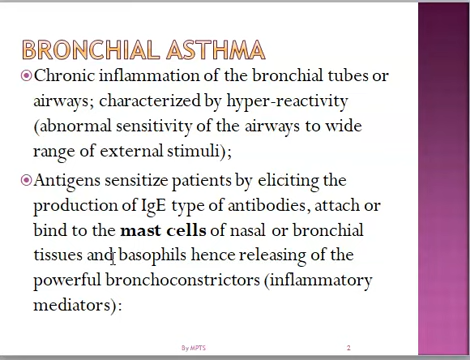 BRONCHIAL ASTHMA
Chronic inflammation of the bronchial tubes or
airways; characterized by hyper-reactivity
(abnormal sensitivity of the airways to wide
range of external stimuli);
Antigens sensitize patients by eliciting the
production of IgE type of antibodies, attach or
bind to the mast cells of nasal or bronchial
tissues and basophils hence releasing of the
powerful bronchoconstrictors (inflammatory
mediators):
By MPTS 2